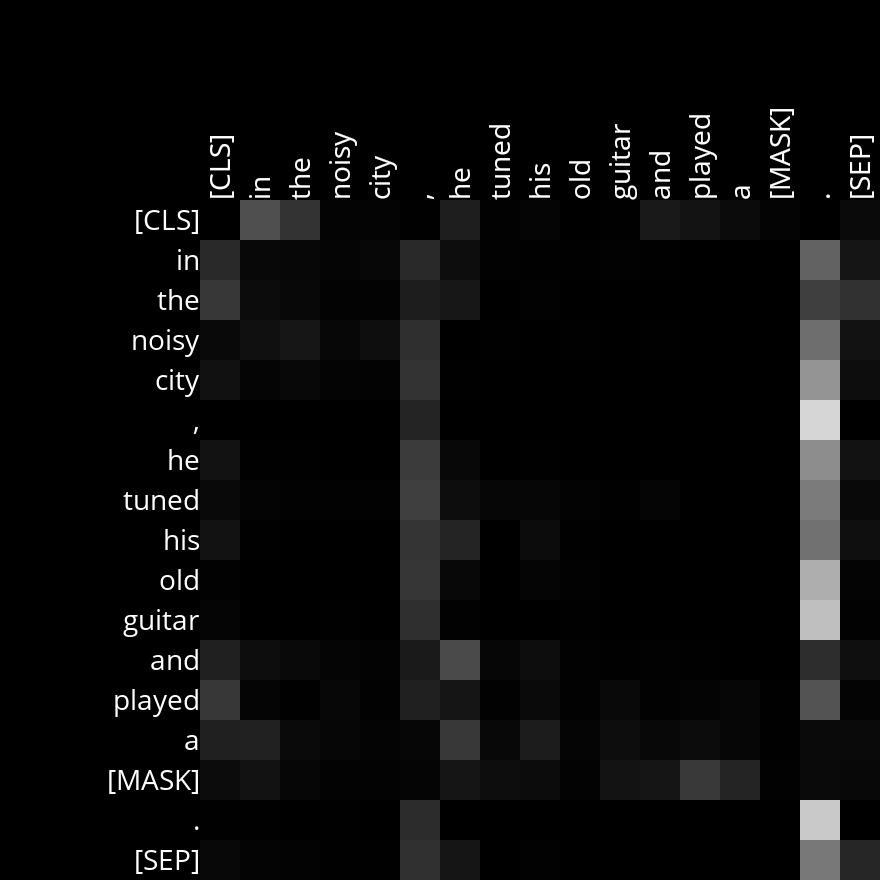 [CLS] in the noisy city , he tuned his old guitar and played a [MASK] . [SEP]
[CLS]
in
the
noisy
city
,
he
tuned
his
old
guitar
and
played
a
[MASK]
.
[SEP]